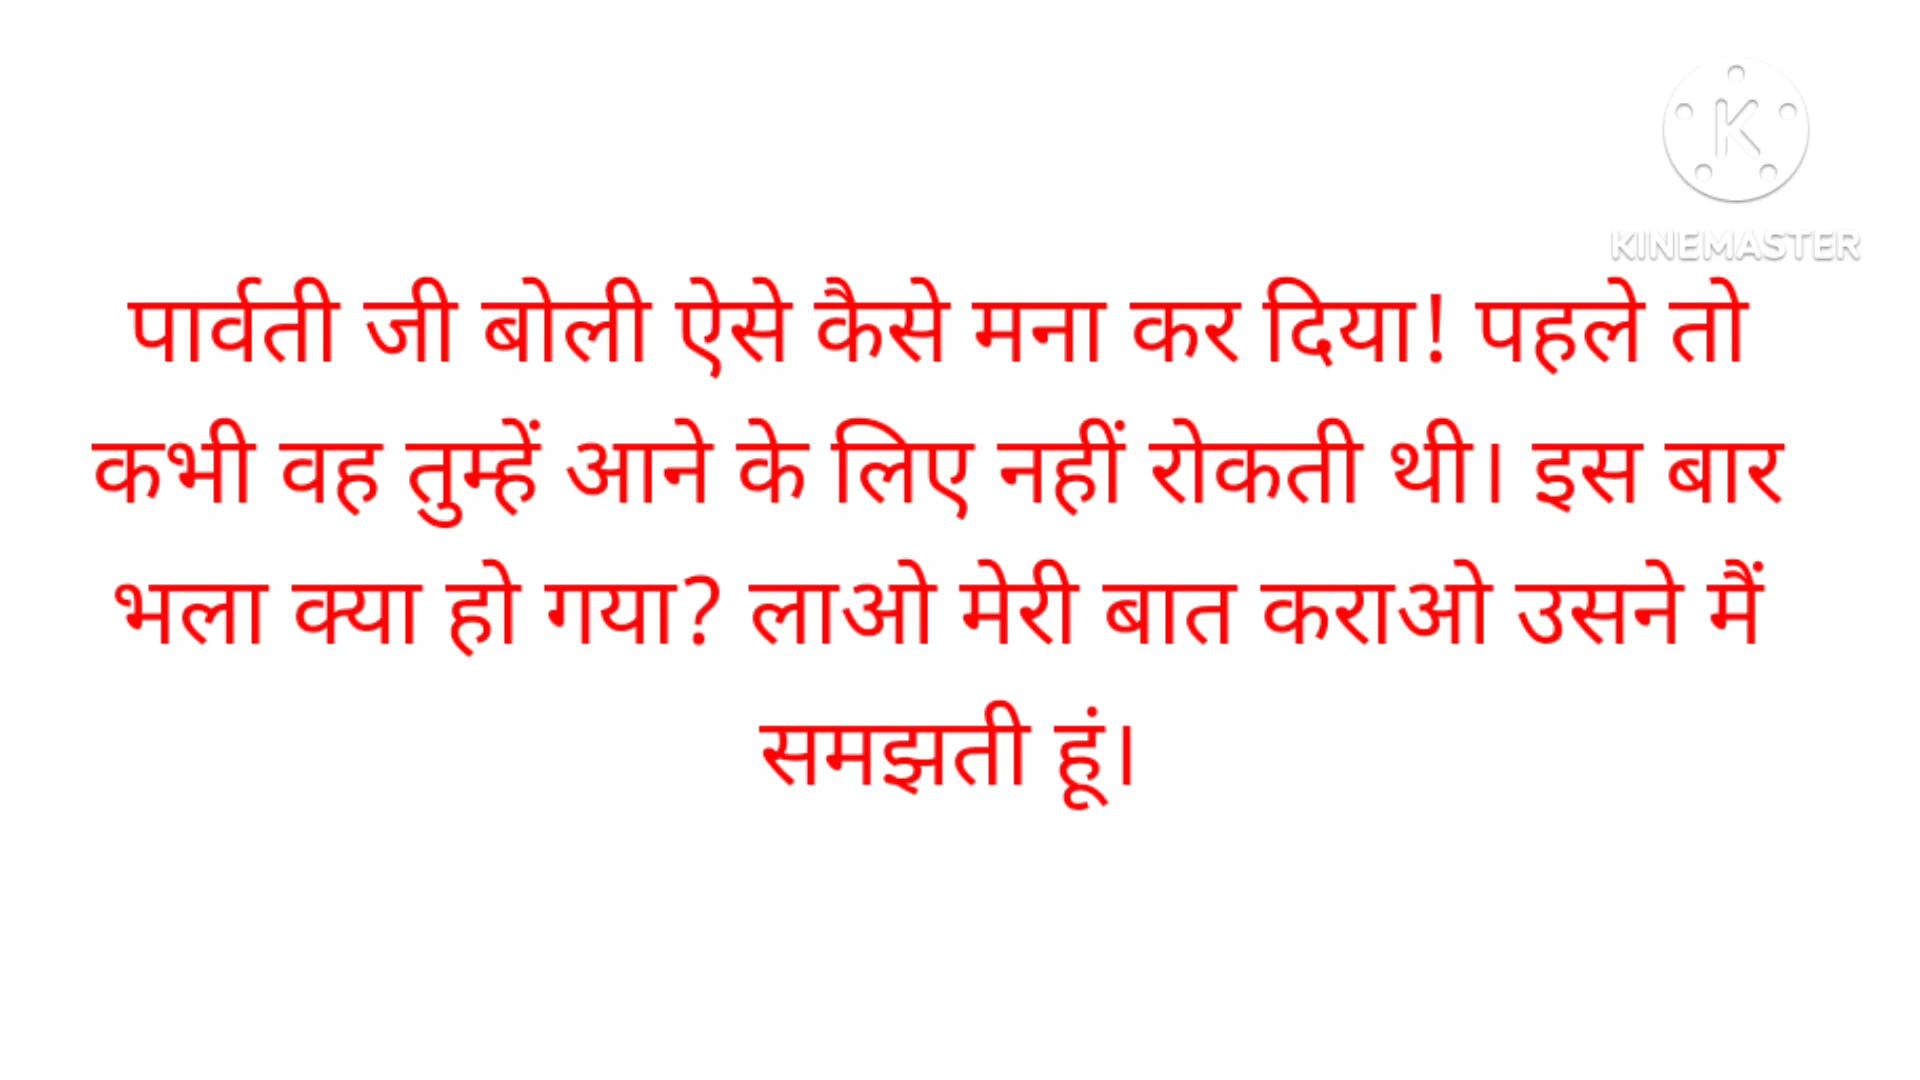 KINEMASTER
पार्वती जी बोली ऐसे कैसे मना कर दिया! पहले तो
कभी वह तुम्हें आने के लिए नहीं रोकती थी। इस बार
भला क्या हो गया? लाओ मेरी बात कराओ उसने मैं
समझती हूं।